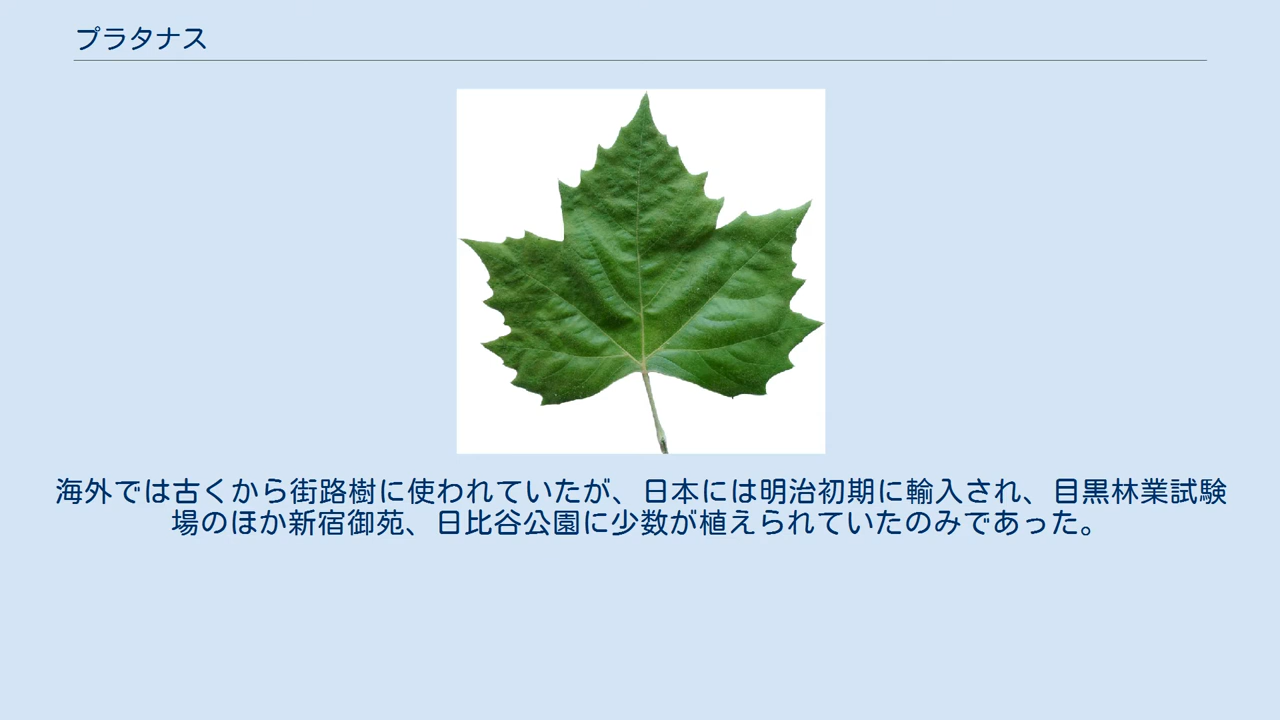 プラタナス
海外では古くから街路樹に使われていたが、日本には明治初期に輸入され、目黒林業試験
場のほか新宿御苑、日比谷公園に少数が植えられていたのみであった。